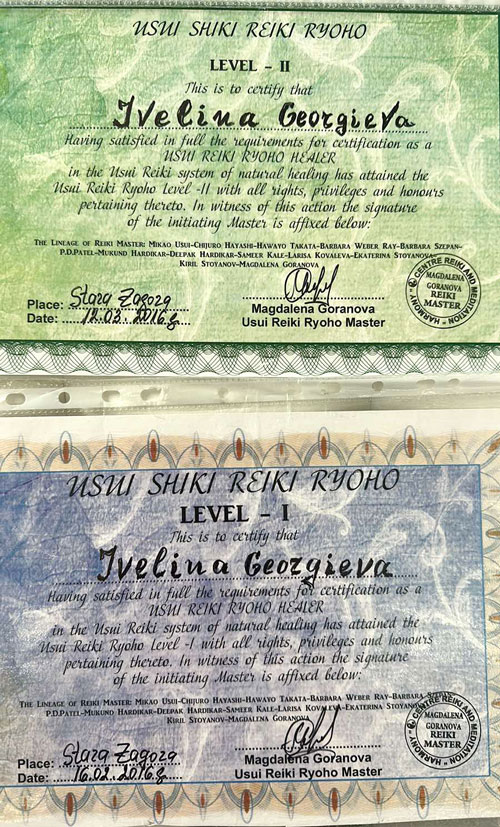 USUI SHIKI REIKI RYOHO
LEVEL - II
This is to certify that
Ivelina Georgieva
Having satisfied in full the requirements for certification as a
USUI REIKI RYOHO HEALER
in the Usui Reiki system of natural healing has attained the
Usui Reiki Ryoho Level -II with all rights, privileges and honours
pertaining thereto. In witness of this action the signature
of the initiating Master is affixed below:
The Lineage of Reiki Master: Mikao Usui-Chijuro Hayashi-Hawayo Takata-Barbara Weber Ray-Barbara Szepan-
P.D.Patel-Mukund Hardikar-Deepak Hardikar-Sameer Kale-Larisa Kovaleva-Ekaterina Stoyanova-
Kiril Stoyanov-Magdalena Goranova
Place: Stara Zagora
Date: 12.03.2016 g.
Magdalena Goranova
Usui Reiki Ryoho Master
CENTRE REIKI AND MEDITATION "HARMONY"
MAGDALENA
GORANOVA
REIKI
MASTER
USUI SHIKI REIKI RYOHO
LEVEL - I
This is to certify that
Ivelina Georgieva
Having satisfied in full the requirements for certification as a
USUI REIKI RYOHO HEALER
in the Usui Reiki system of natural healing has attained the
Usui Reiki Ryoho Level -I with all rights, privileges and honours
pertaining thereto. In witness of this action the signature
of the initiating Master is affixed below:
The Lineage of Reiki Master: Mikao Usui-Chijuro Hayashi-Hawayo Takata-Barbara Weber Ray-Barbara
P.D.Patel-Mukund Hardikar-Deepak Hardikar-Sameer Kale-Larisa Kovaleva-Ekaterina
Kiril Stoyanov-Magdalena Goranova
Place: Stara Zagora
Date: 16.02.2016 g.
Magdalena Goranova
Usui Reiki Ryoho Master
CENTRE REIKI AND MEDITATION "HARMONY"
MAGDALENA
GORANOVA
REIKI
MASTER